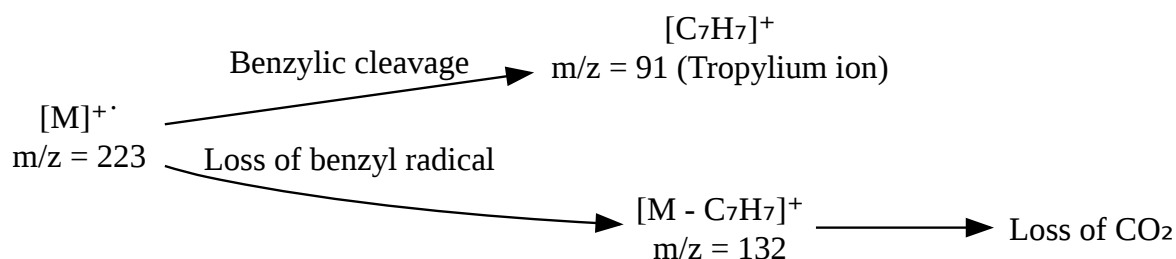 [C₇H₇]⁺
Benzylic cleavage
m/z = 91 (Tropylium ion)
[M]⁺˙
m/z = 223
Loss of benzyl radical
[M - C₇H₇]⁺
m/z = 132
Loss of CO₂